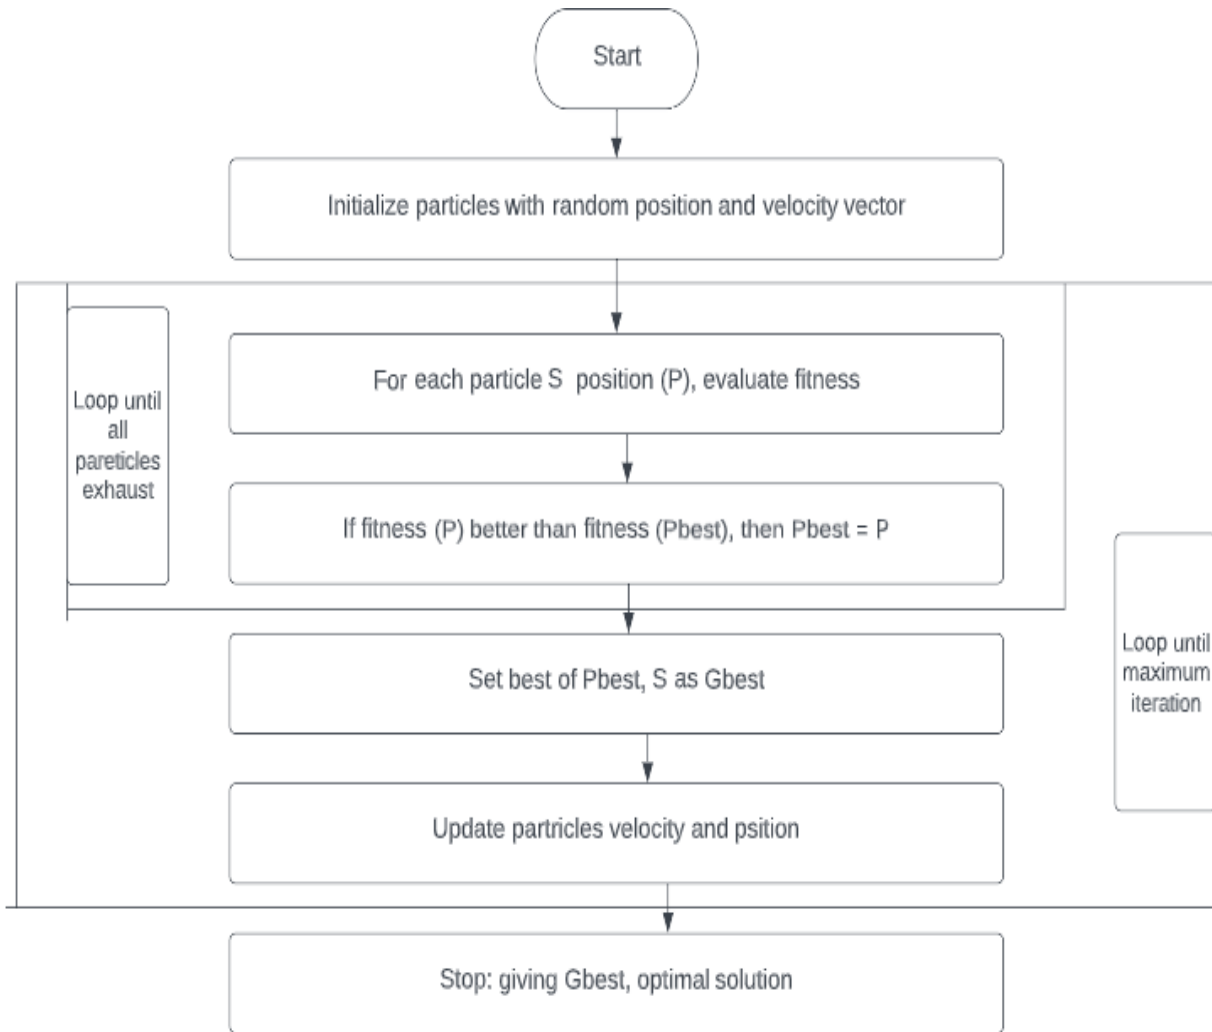 Start
Initialize particles with random position and velocity vector
For each particle S position (P), evaluate fitness
Loop until
all
pareticles
exhaust
If fitness (P) better than fitness (Pbest), then Pbest = P
Set best of Pbest, S as Gbest
Loop until
maximum
iteration
Update partricles velocity and psition
Stop: giving Gbest, optimal solution